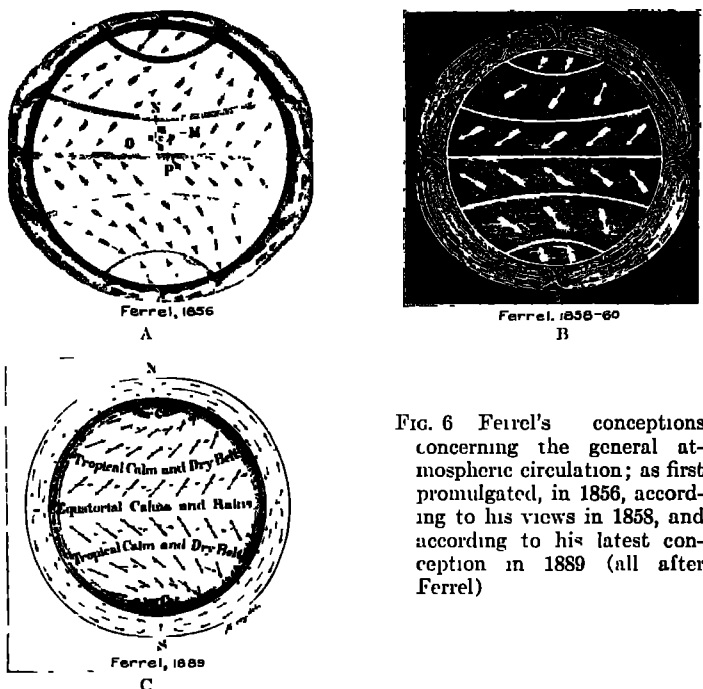 N
M
O
S
P
Ferrel, 1856
A
Ferrel. 1858-60
B
N
Tropical Calm and Dry Belt
Equatorial Calms and Rains
Tropical Calm and Dry Belt
S
Ferrel, 1889
C
FIG. 6 Ferrel's conceptions
concerning the general at-
mospheric circulation; as first
promulgated, in 1856, accord-
ing to his views in 1858, and
according to his latest con-
ception in 1889 (all after
Ferrel)